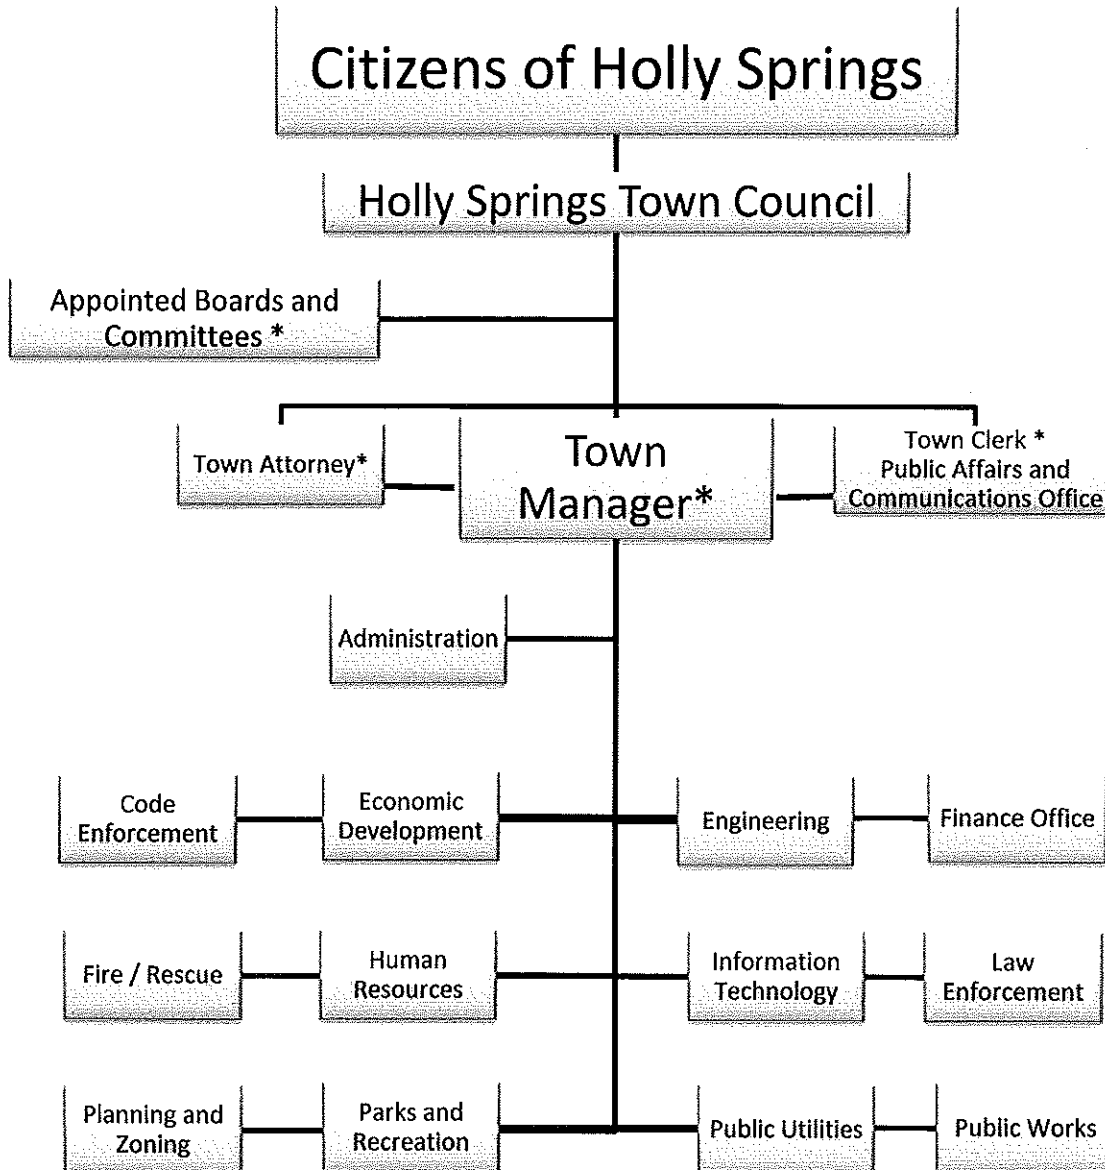 Citizens of Holly Springs
Holly Springs Town Council
Appointed Boards and
Committees *
Town Attorney*
Town
Manager*
Town Clerk *
Public Affairs and
Communications Office
Administration
Code
Enforcement
Economic
Development
Engineering
Finance Office
Fire / Rescue
Human
Resources
Information
Technology
Law
Enforcement
Planning and
Zoning
Parks and
Recreation
Public Utilities
Public Works